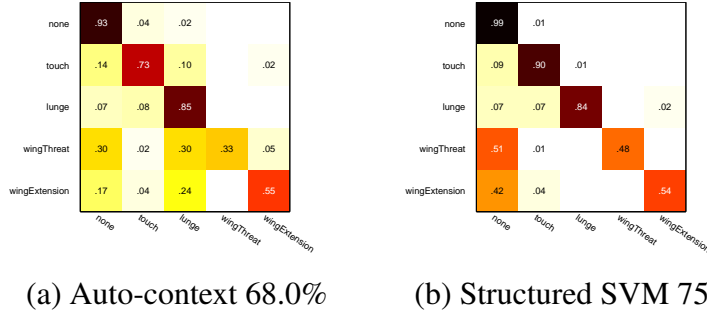 none .93 .04 .02
touch .14 .73 .10 .02
lunge .07 .08 .85
wingThreat .30 .02 .30 .33 .05
wingExtension .17 .04 .24 .55
none touch lunge wingThreat wingExtension
(a) Auto-context 68.0%
none .99 .01
touch .09 .90 .01
lunge .07 .07 .84 .02
wingThreat .51 .01 .48
wingExtension .42 .04 .54
none touch lunge wingThreat wingExtension
(b) Structured SVM 75